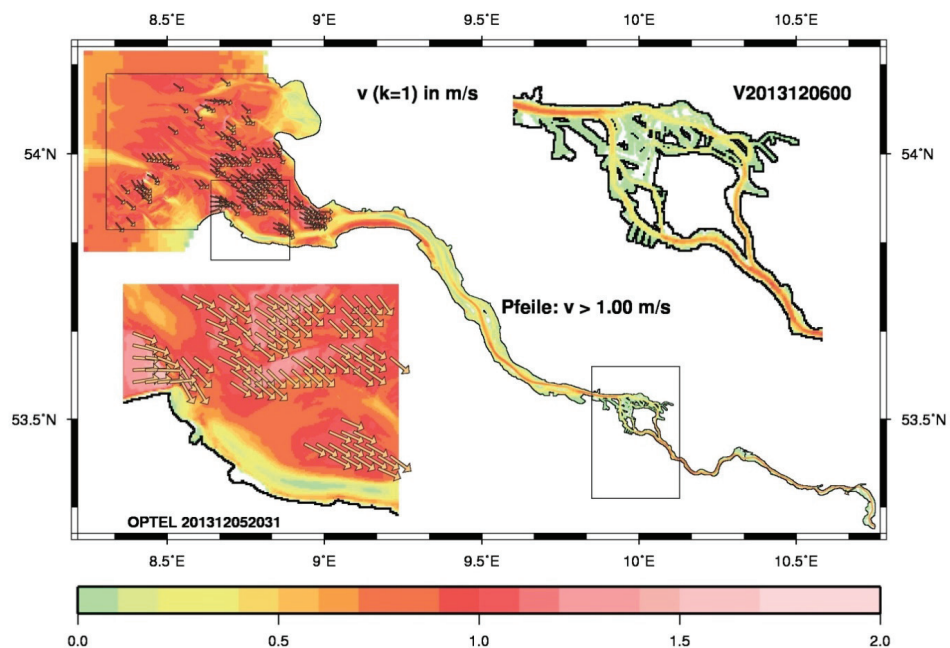 8.5°E 9°E 9.5°E 10°E 10.5°E
v (k=1) in m/s V2013120600
54°N 54°N
Pfeile: v > 1.00 m/s
53.5°N 53.5°N
OPTEL 201312052031
8.5°E 9°E 9.5°E 10°E 10.5°E
0.0 0.5 1.0 1.5 2.0